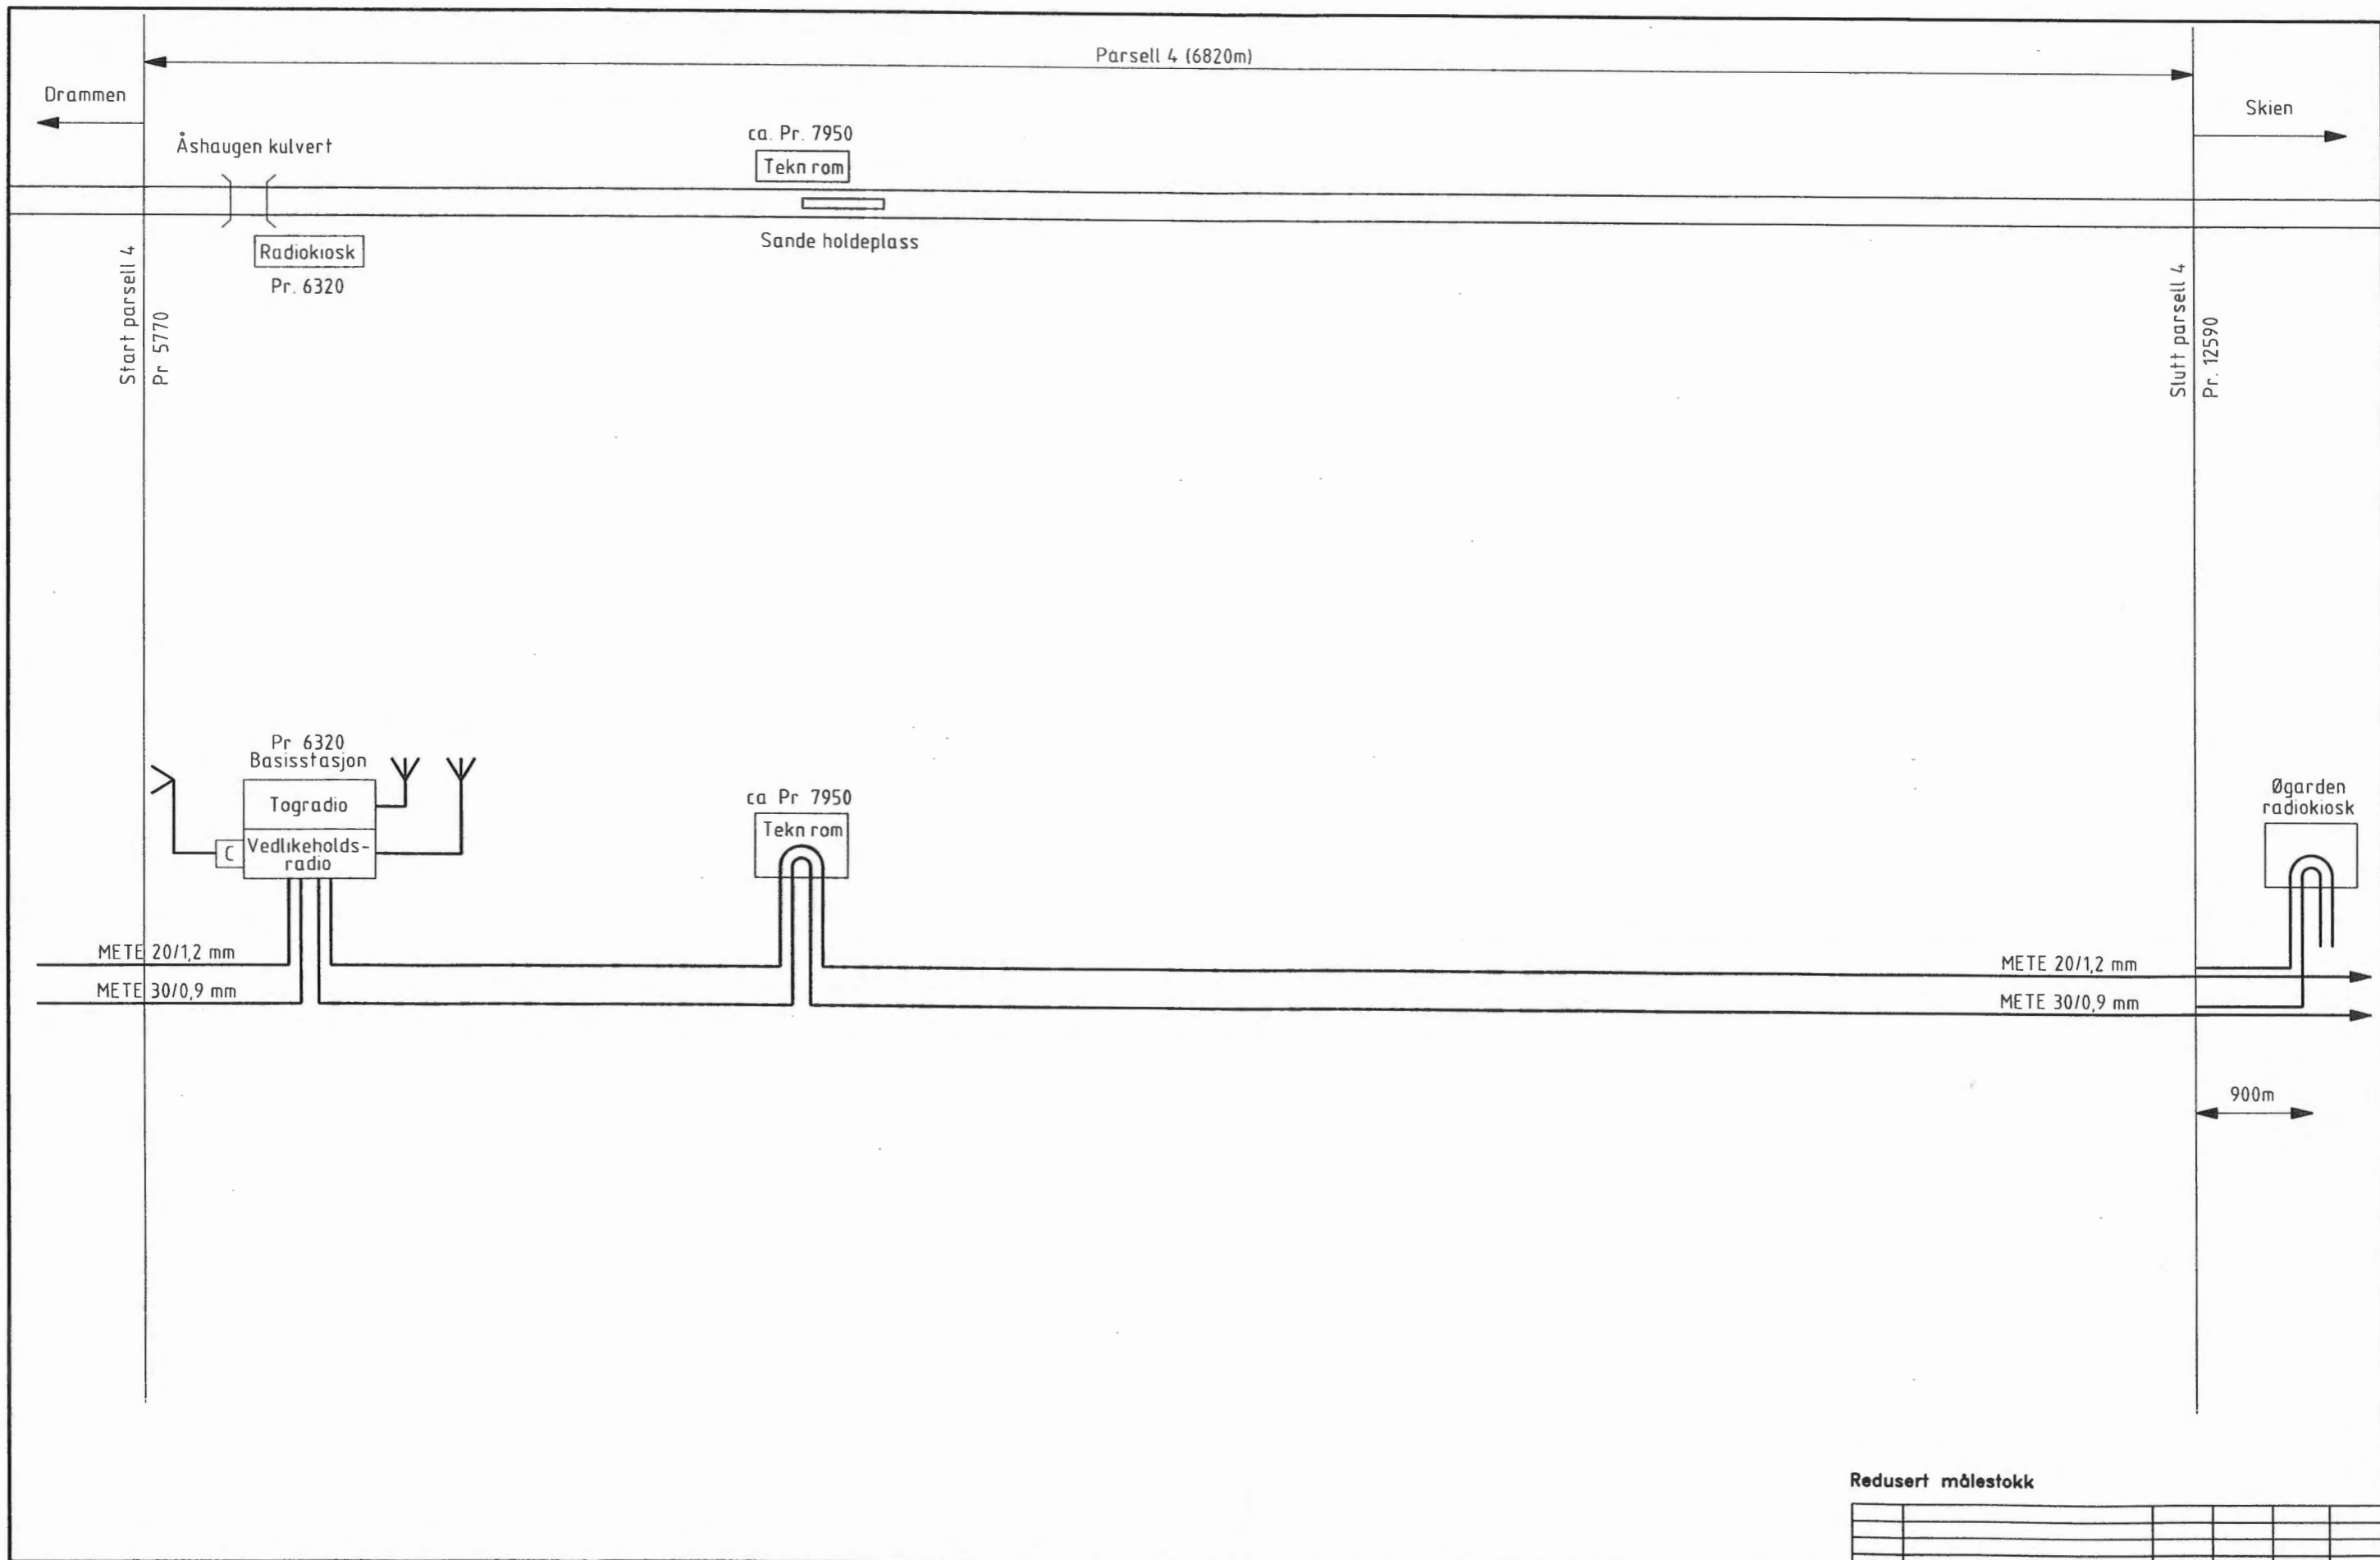 Parsell 4 (6820m)
Drammen
Skien
Åshaugen kulvert
ca. Pr. 7950
Tekn rom
Radiokiosk
Pr. 6320
Sande holdeplass
Start parsell 4
Pr 5770
Slutt parsell 4
Pr. 12590
Pr 6320
Basisstasjon
Togradio
C
Vedlikeholds-
radio
ca Pr 7950
Tekn rom
Øgarden
radiokiosk
METE 20/1,2 mm
METE 30/0,9 mm
METE 20/1,2 mm
METE 30/0,9 mm
900m
Redusert målestokk